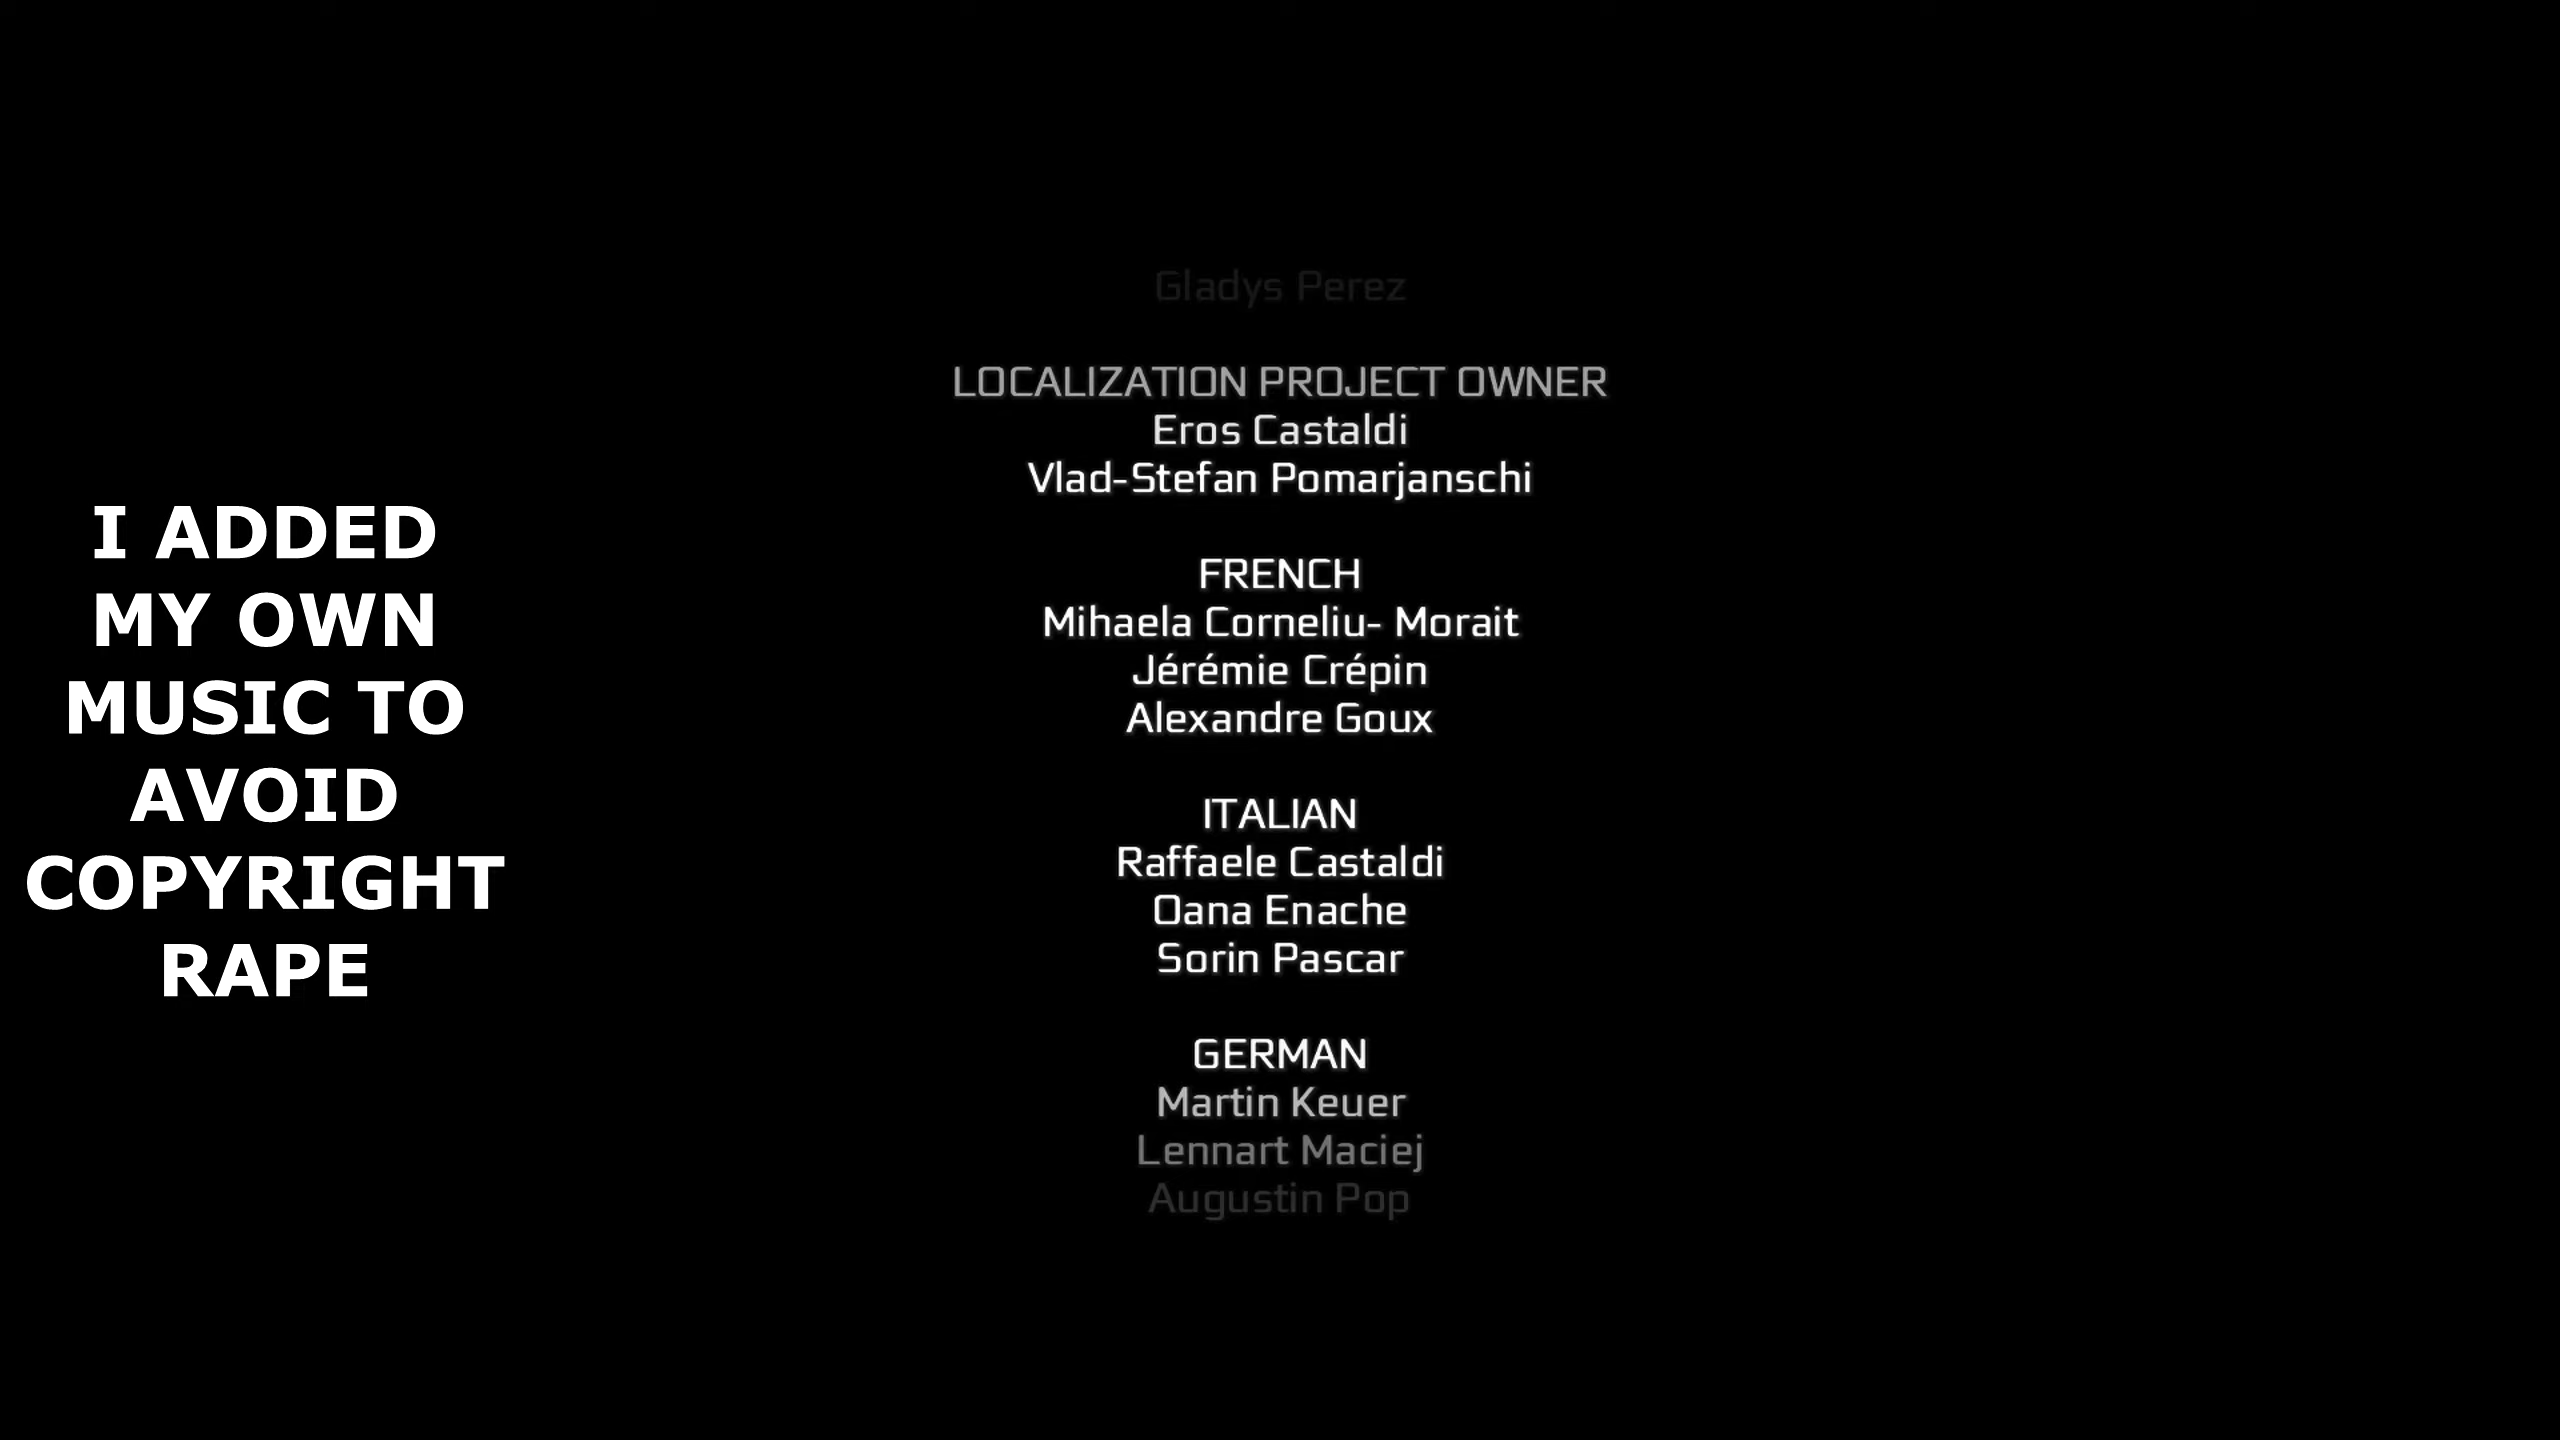 I ADDED
MY OWN
MUSIC TO
AVOID
COPYRIGHT
RAPE
Gladys Perez
LOCALIZATION PROJECT OWNER
Eros Castaldi
Vlad-Stefan Pomarjanschi
FRENCH
Mihaela Corneliu- Morait
Jérémie Crépin
Alexandre Goux
ITALIAN
Raffaele Castaldi
Oana Enache
Sorin Pascar
GERMAN
Martin Keuer
Lennart Maciej
Augustin Pop